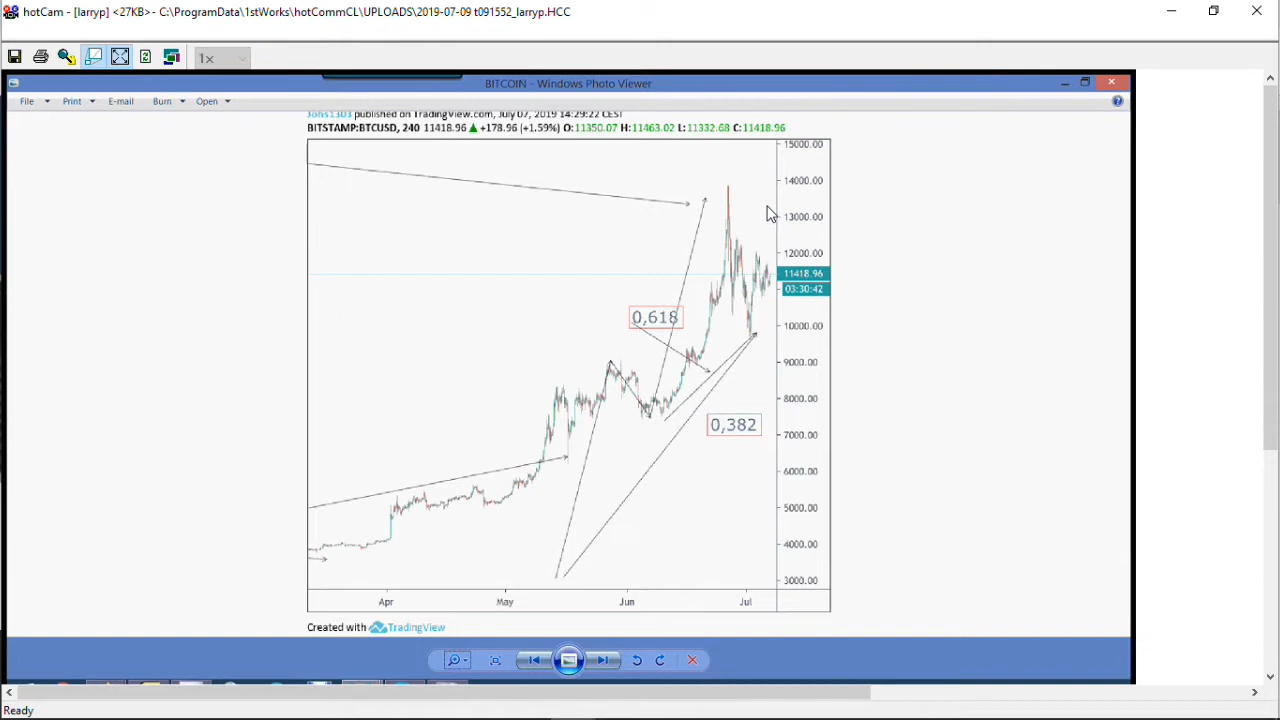 hotCam - [larryp] <27KB>- C:\ProgramData\1stWorks\hotCommCL\UPLOADS\2019-07-09 t091552_larryp.HCC
1x
BITCOIN - Windows Photo Viewer
File Print E-mail Burn Open
published on TradingView.com, July 07, 2019 14:29:22 CEST
BITSTAMP:BTCUSD, 240 11418.96 ▲ +178.96 (+1.59%) O:11350.07 H:11463.02 L:11332.68 C:11418.96
15000.00
14000.00
13000.00
12000.00
11418.96
03:30:42
0,618
10000.00
9000.00
8000.00
0,382
7000.00
6000.00
5000.00
4000.00
3000.00
Apr May Jun Jul
Created with TradingView
Ready